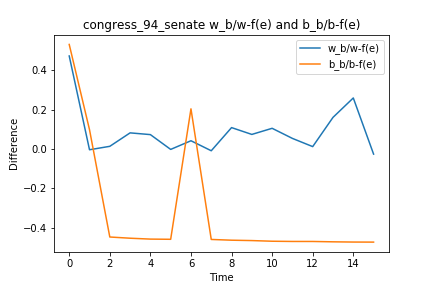 congress_94_senate w_b/w-f(e) and b_b/b-f(e)
w_b/w-f(e)
b_b/b-f(e)
Difference
0.4
0.2
0.0
−0.2
−0.4
0 2 4 6 8 10 12 14
Time